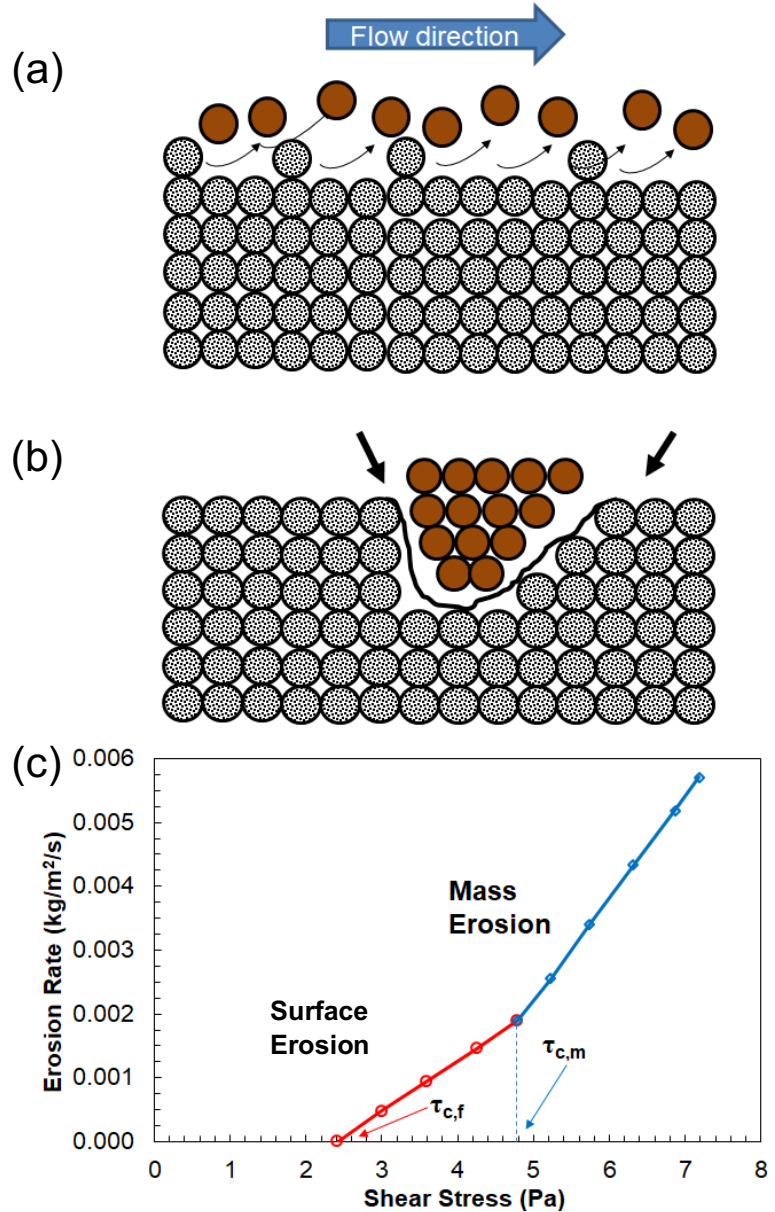 Flow direction
(a)
(b)
(c)
0.006
0.005
0.004
0.003
0.002
0.001
0.000
Erosion Rate (kg/m²/s)
Mass
Erosion
Surface
Erosion
τc,m
τc,f
0 1 2 3 4 5 6 7 8
Shear Stress (Pa)